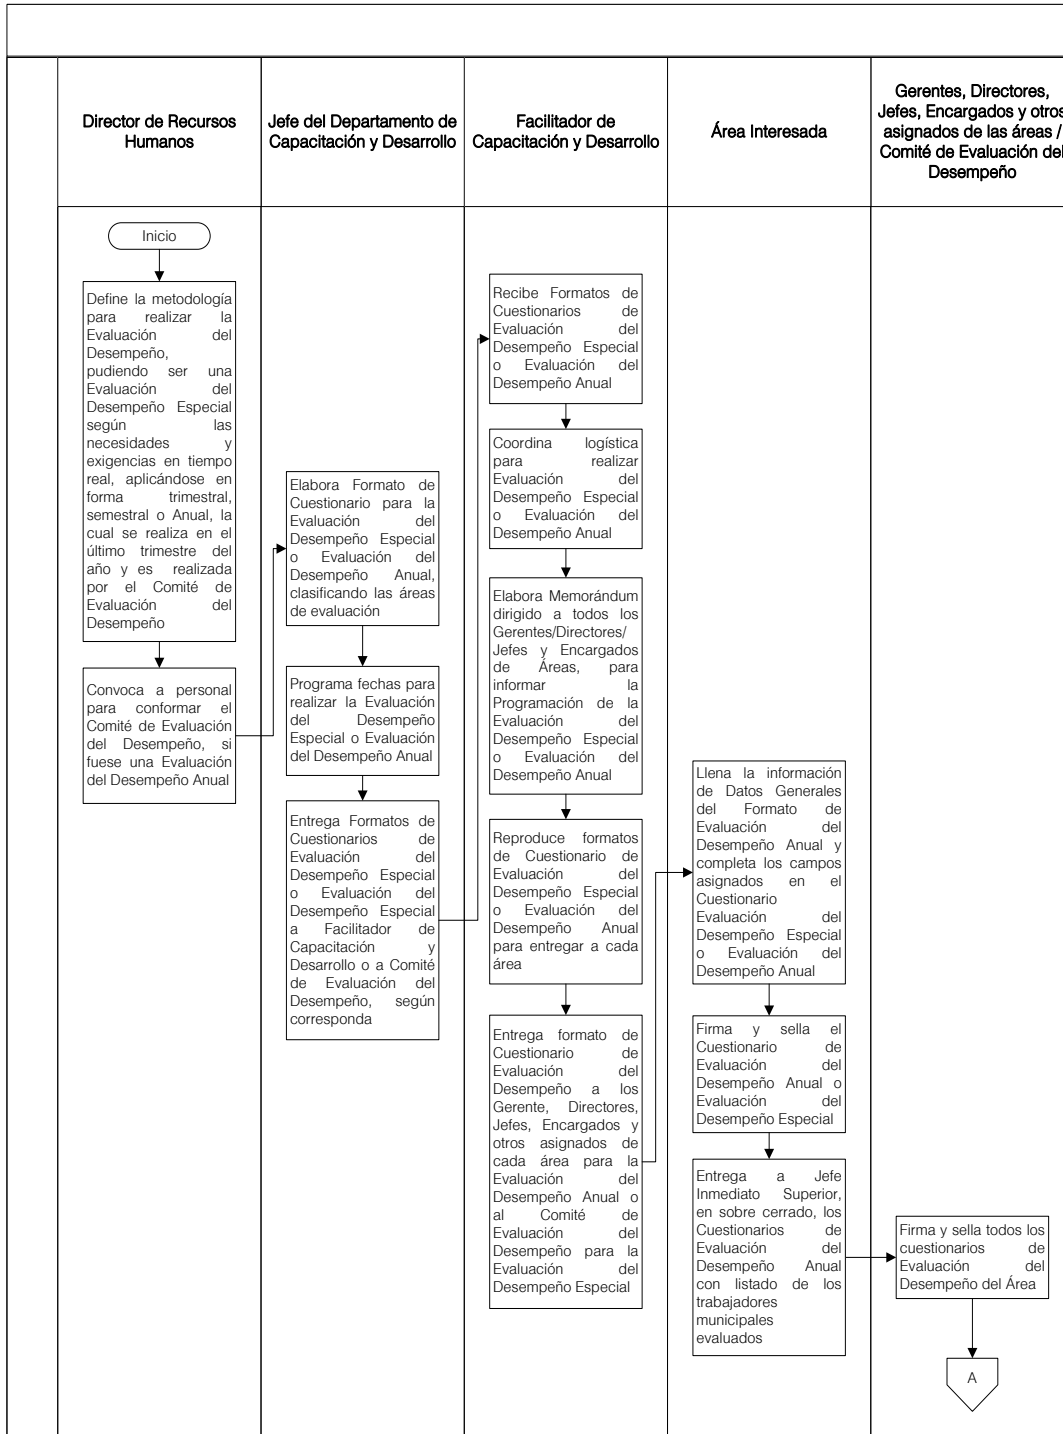 Director de Recursos
Humanos
Jefe del Departamento de
Capacitación y Desarrollo
Facilitador de
Capacitación y Desarrollo
Área Interesada
Gerentes, Directores,
Jefes, Encargados y otros
asignados de las áreas /
Comité de Evaluación del
Desempeño
Inicio
Define la metodología
para realizar la
Evaluación del
Desempeño,
pudiendo ser una
Evaluación del
Desempeño Especial
según las
necesidades y
exigencias en tiempo
real, aplicándose en
forma trimestral,
semestral o Anual, la
cual se realiza en el
último trimestre del
año y es realizada
por el Comité de
Evaluación del
Desempeño
Convoca a personal
para conformar el
Comité de Evaluación
del Desempeño, si
fuese una Evaluación
del Desempeño Anual
Elabora Formato de
Cuestionario para la
Evaluación del
Desempeño Especial
o Evaluación del
Desempeño Anual,
clasificando las áreas
de evaluación
Programa fechas para
realizar la Evaluación
del Desempeño
Especial o Evaluación
del Desempeño Anual
Entrega Formatos de
Cuestionarios de
Evaluación del
Desempeño Especial
o Evaluación del
Desempeño Especial
a Facilitador de
Capacitación y
Desarrollo o a Comité
de Evaluación del
Desempeño, según
corresponda
Recibe Formatos de
Cuestionarios de
Evaluación del
Desempeño Especial
o Evaluación del
Desempeño Anual
Coordina logística
para realizar
Evaluación del
Desempeño Especial
o Evaluación del
Desempeño Anual
Elabora Memorándum
dirigido a todos los
Gerentes/Directores/
Jefes y Encargados
de Áreas, para
informar la
Programación de la
Evaluación del
Desempeño Especial
o Evaluación del
Desempeño Anual
Reproduce formatos
de Cuestionario de
Evaluación del
Desempeño Especial
o Evaluación del
Desempeño Anual
para entregar a cada
área
Entrega formato de
Cuestionario de
Evaluación del
Desempeño a los
Gerente, Directores,
Jefes, Encargados y
otros asignados de
cada área para la
Evaluación del
Desempeño Anual o
al Comité de
Evaluación del
Desempeño para la
Evaluación del
Desempeño Especial
Llena la información
de Datos Generales
del Formato de
Evaluación del
Desempeño Anual y
completa los campos
asignados en el
Cuestionario
Evaluación del
Desempeño Especial
o Evaluación del
Desempeño Anual
Firma y sella el
Cuestionario de
Evaluación del
Desempeño Anual o
Evaluación del
Desempeño Especial
Entrega a Jefe
Inmediato Superior,
en sobre cerrado, los
Cuestionarios de
Evaluación del
Desempeño Anual
con listado de los
trabajadores
municipales
evaluados
Firma y sella todos los
cuestionarios de
Evaluación del
Desempeño del Área
A